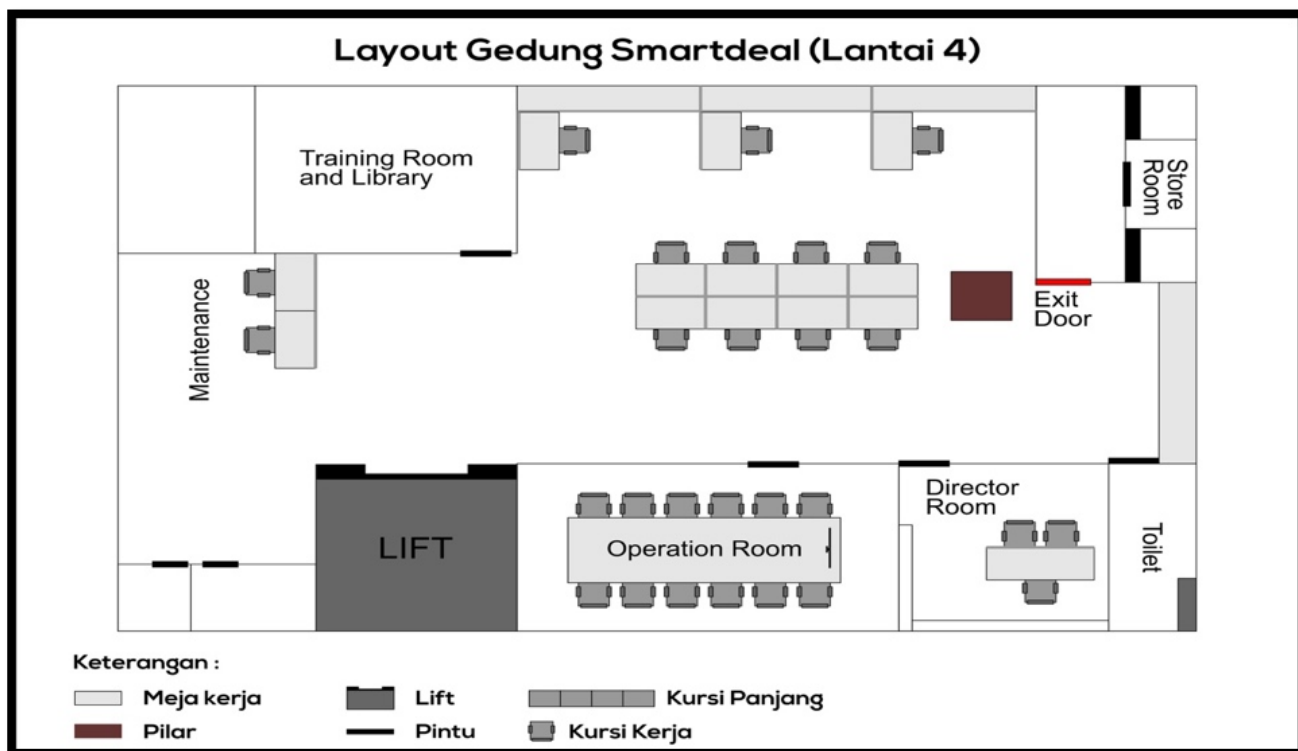 Layout Gedung Smartdeal (Lantai 4)
Training Room
and Library
Store
Room
Maintenance
Exit
Door
LIFT
Operation Room
Director
Room
Toilet
Keterangan :
Meja kerja
Lift
Kursi Panjang
Pilar
Pintu
Kursi Kerja